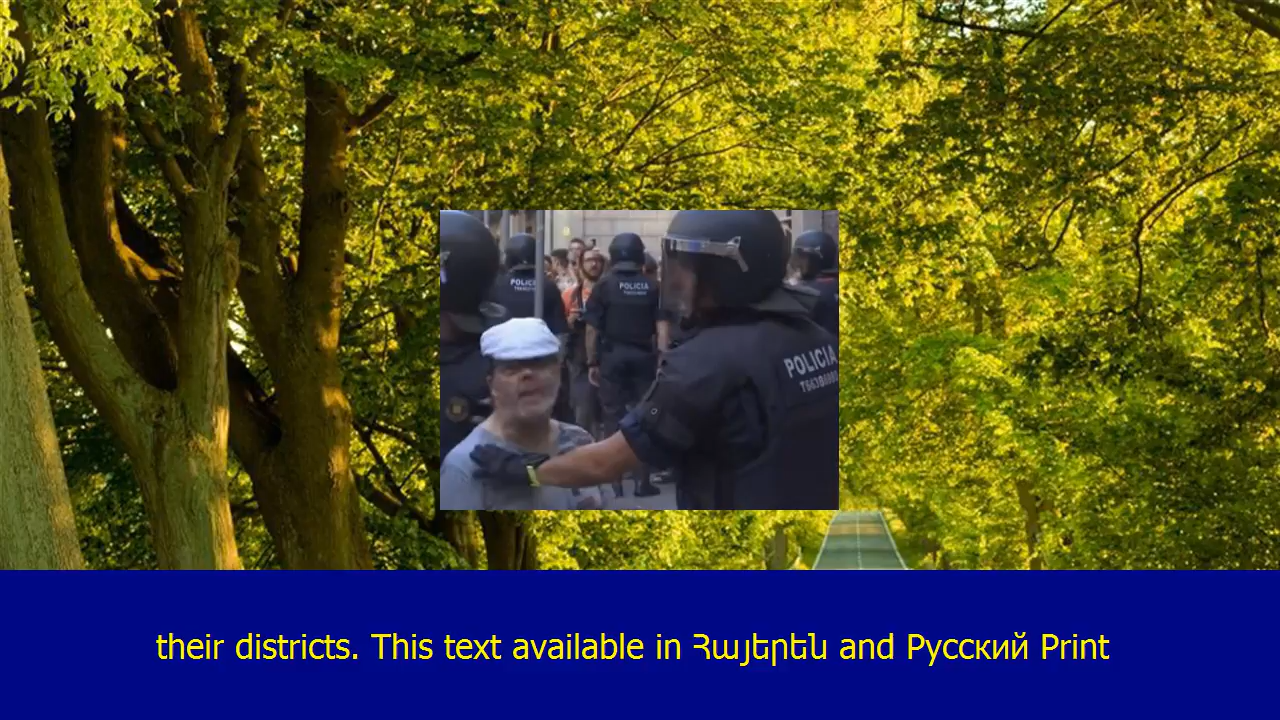 POLICIA
POLICIA
POLICIA
their districts. This text available in Հայերեն and Русский Print